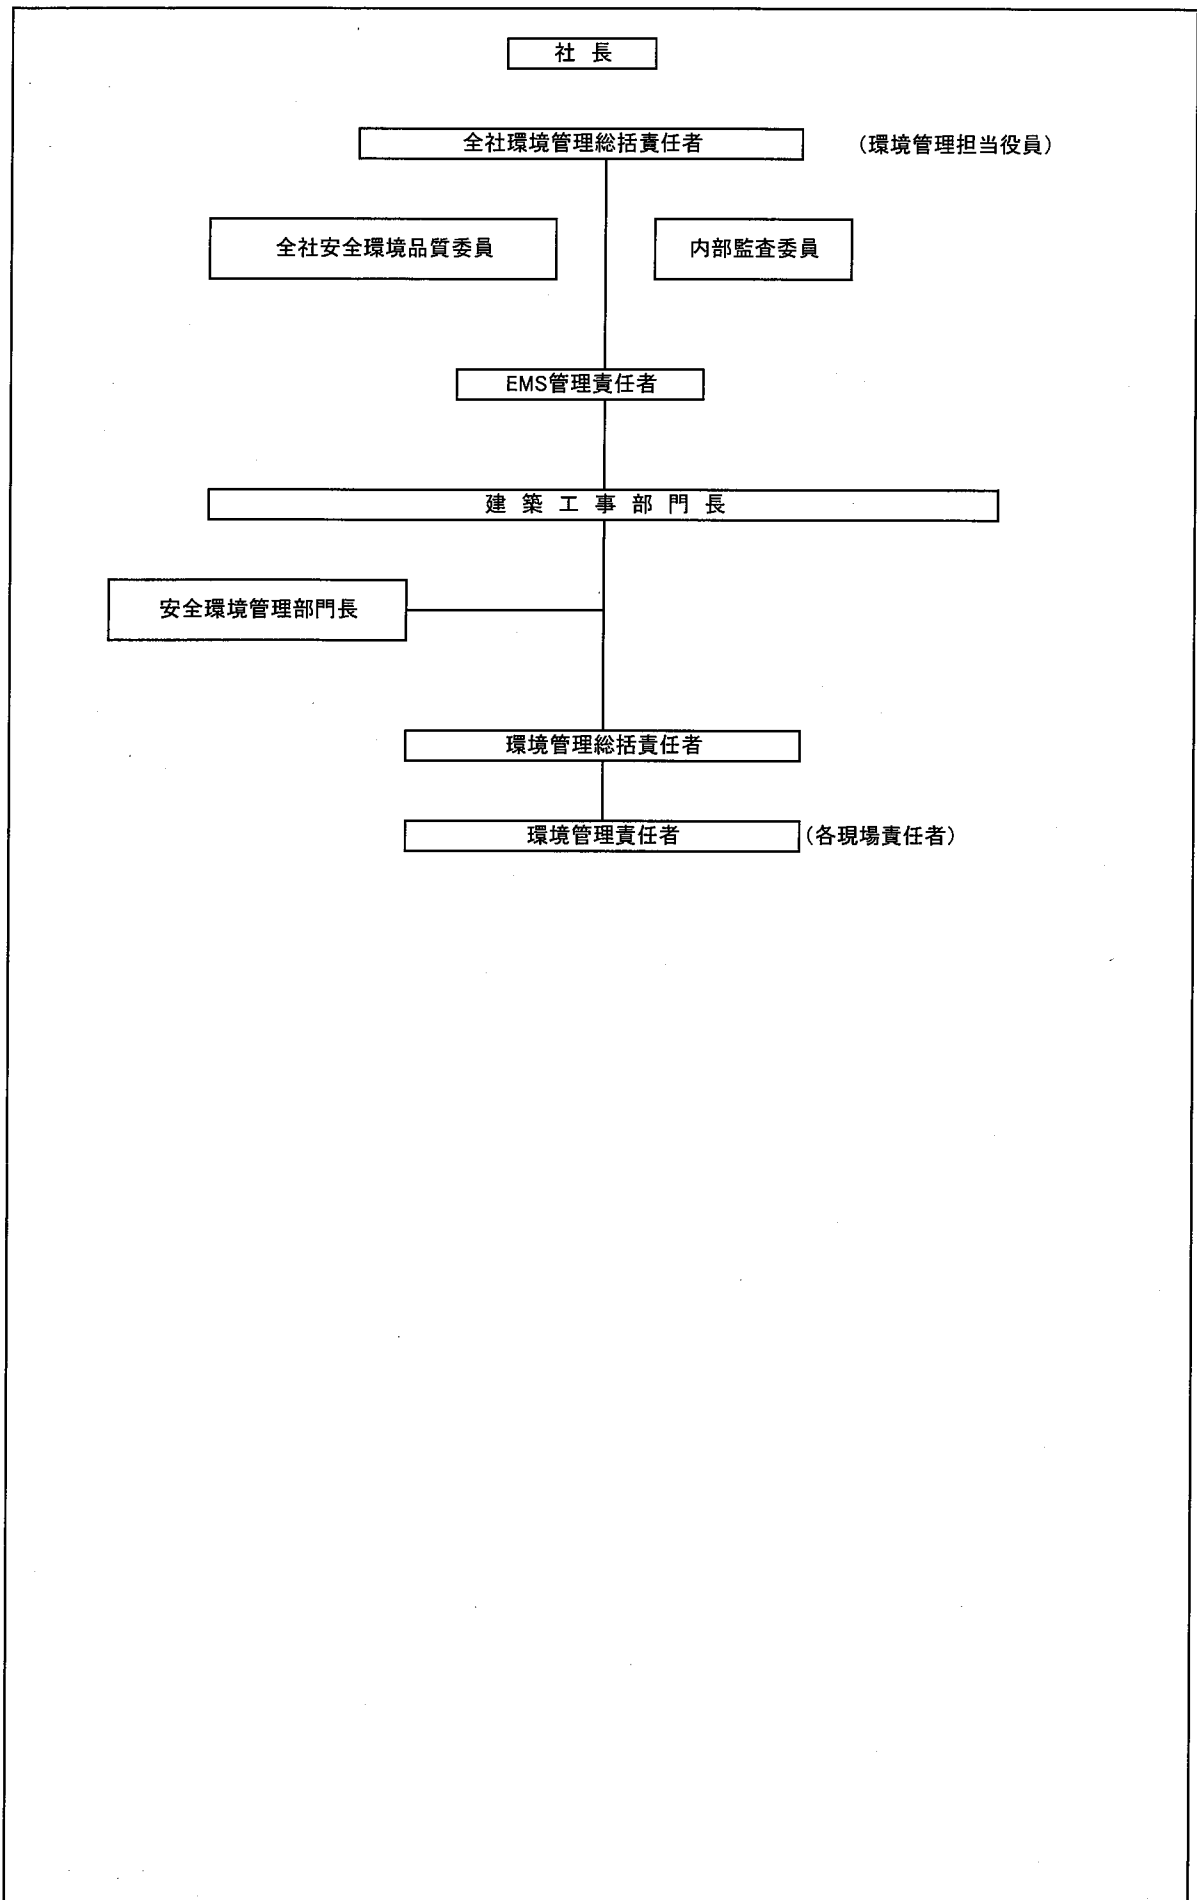 社 長
全社環境管理総括責任者 (環境管理担当役員)
全社安全環境品質委員 内部監査委員
EMS管理責任者
建 築 工 事 部 門 長
安全環境管理部門長
環境管理総括責任者
環境管理責任者 (各現場責任者)